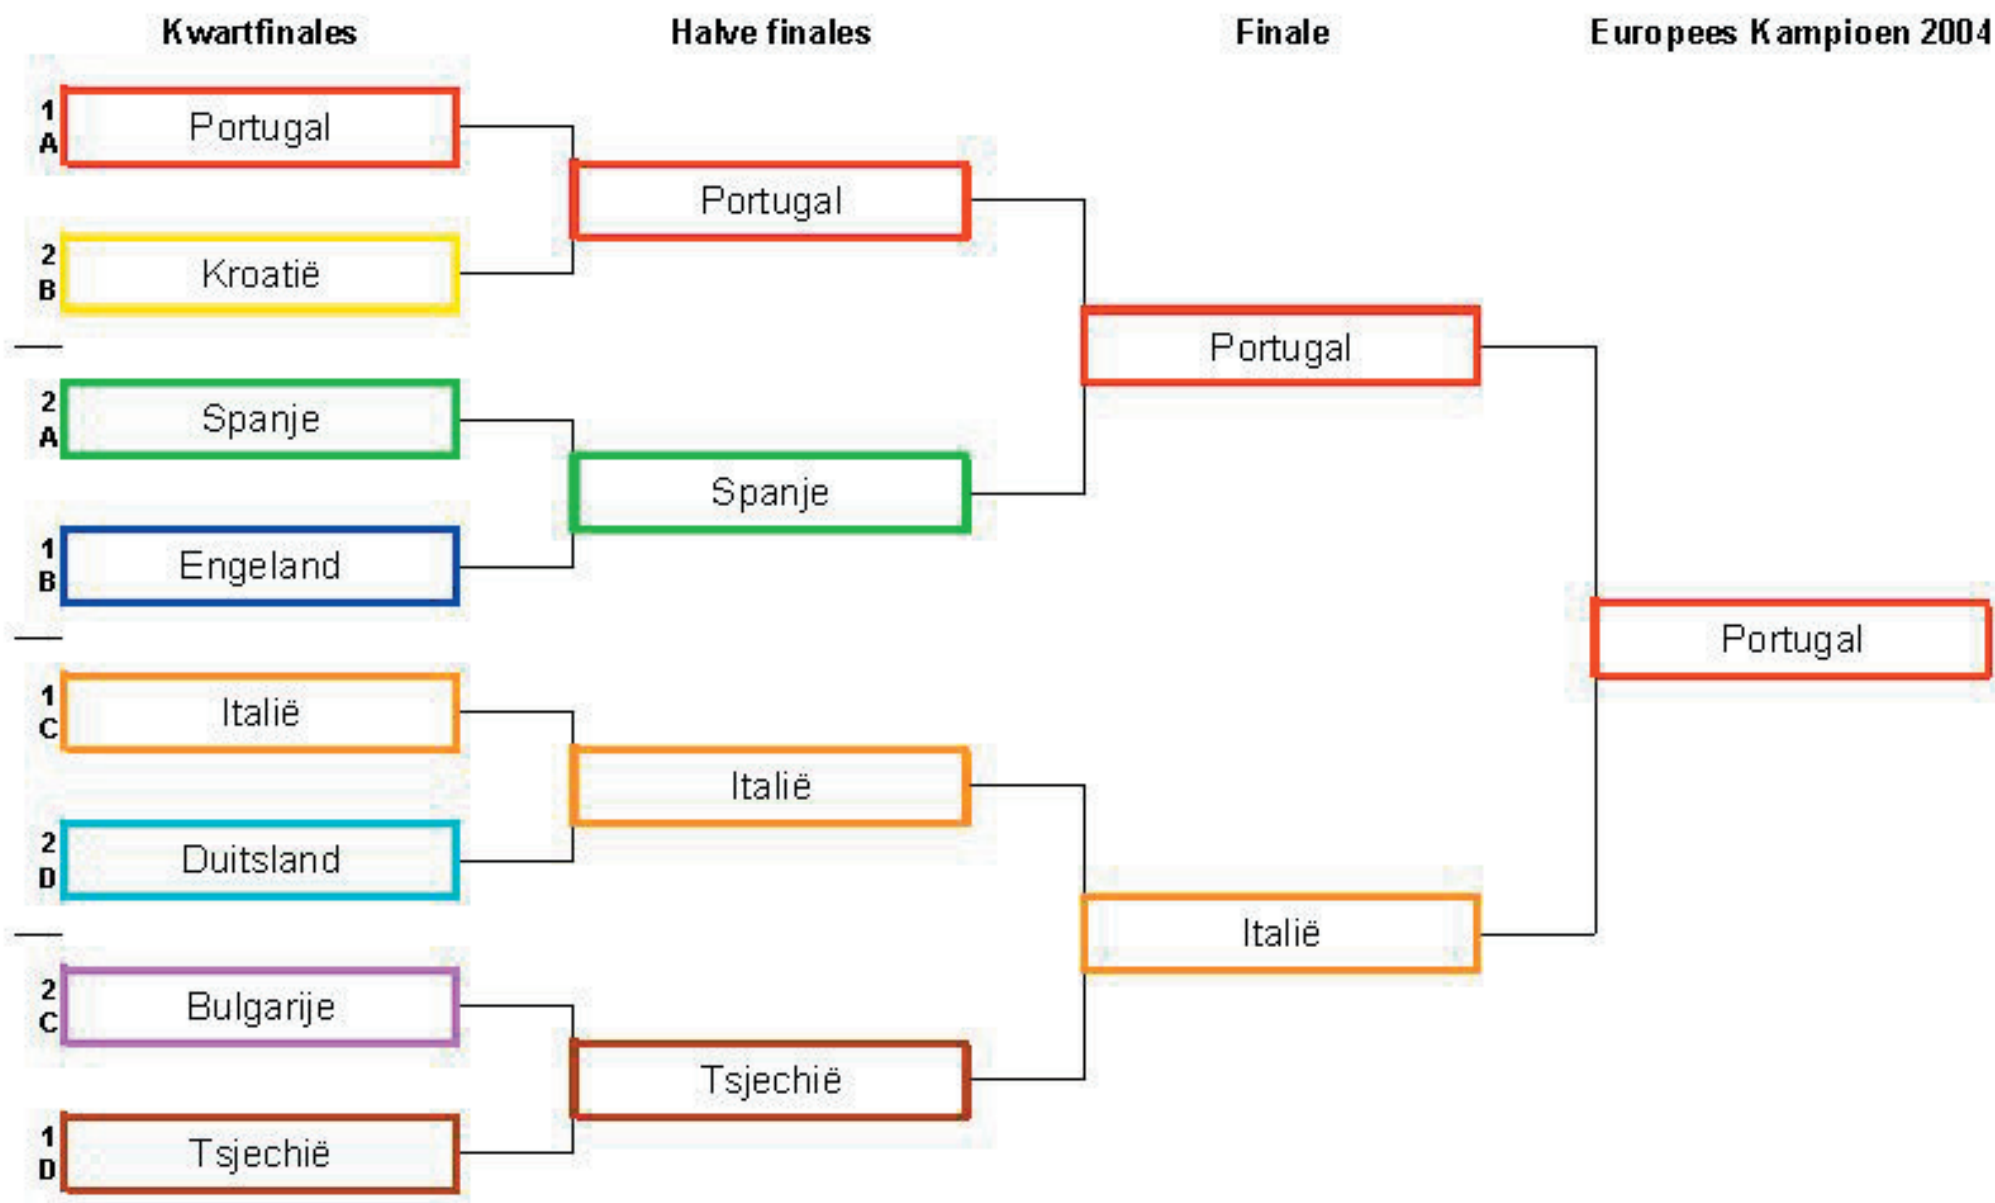 Kwartfinales
Halve finales
Finale
Europees Kampioen 2004
1
A
Portugal
2
B
Kroatië
2
A
Spanje
1
B
Engeland
1
C
Italië
2
D
Duitsland
2
C
Bulgarije
1
D
Tsjechië
Portugal
Spanje
Italië
Tsjechië
Portugal
Italië
Portugal